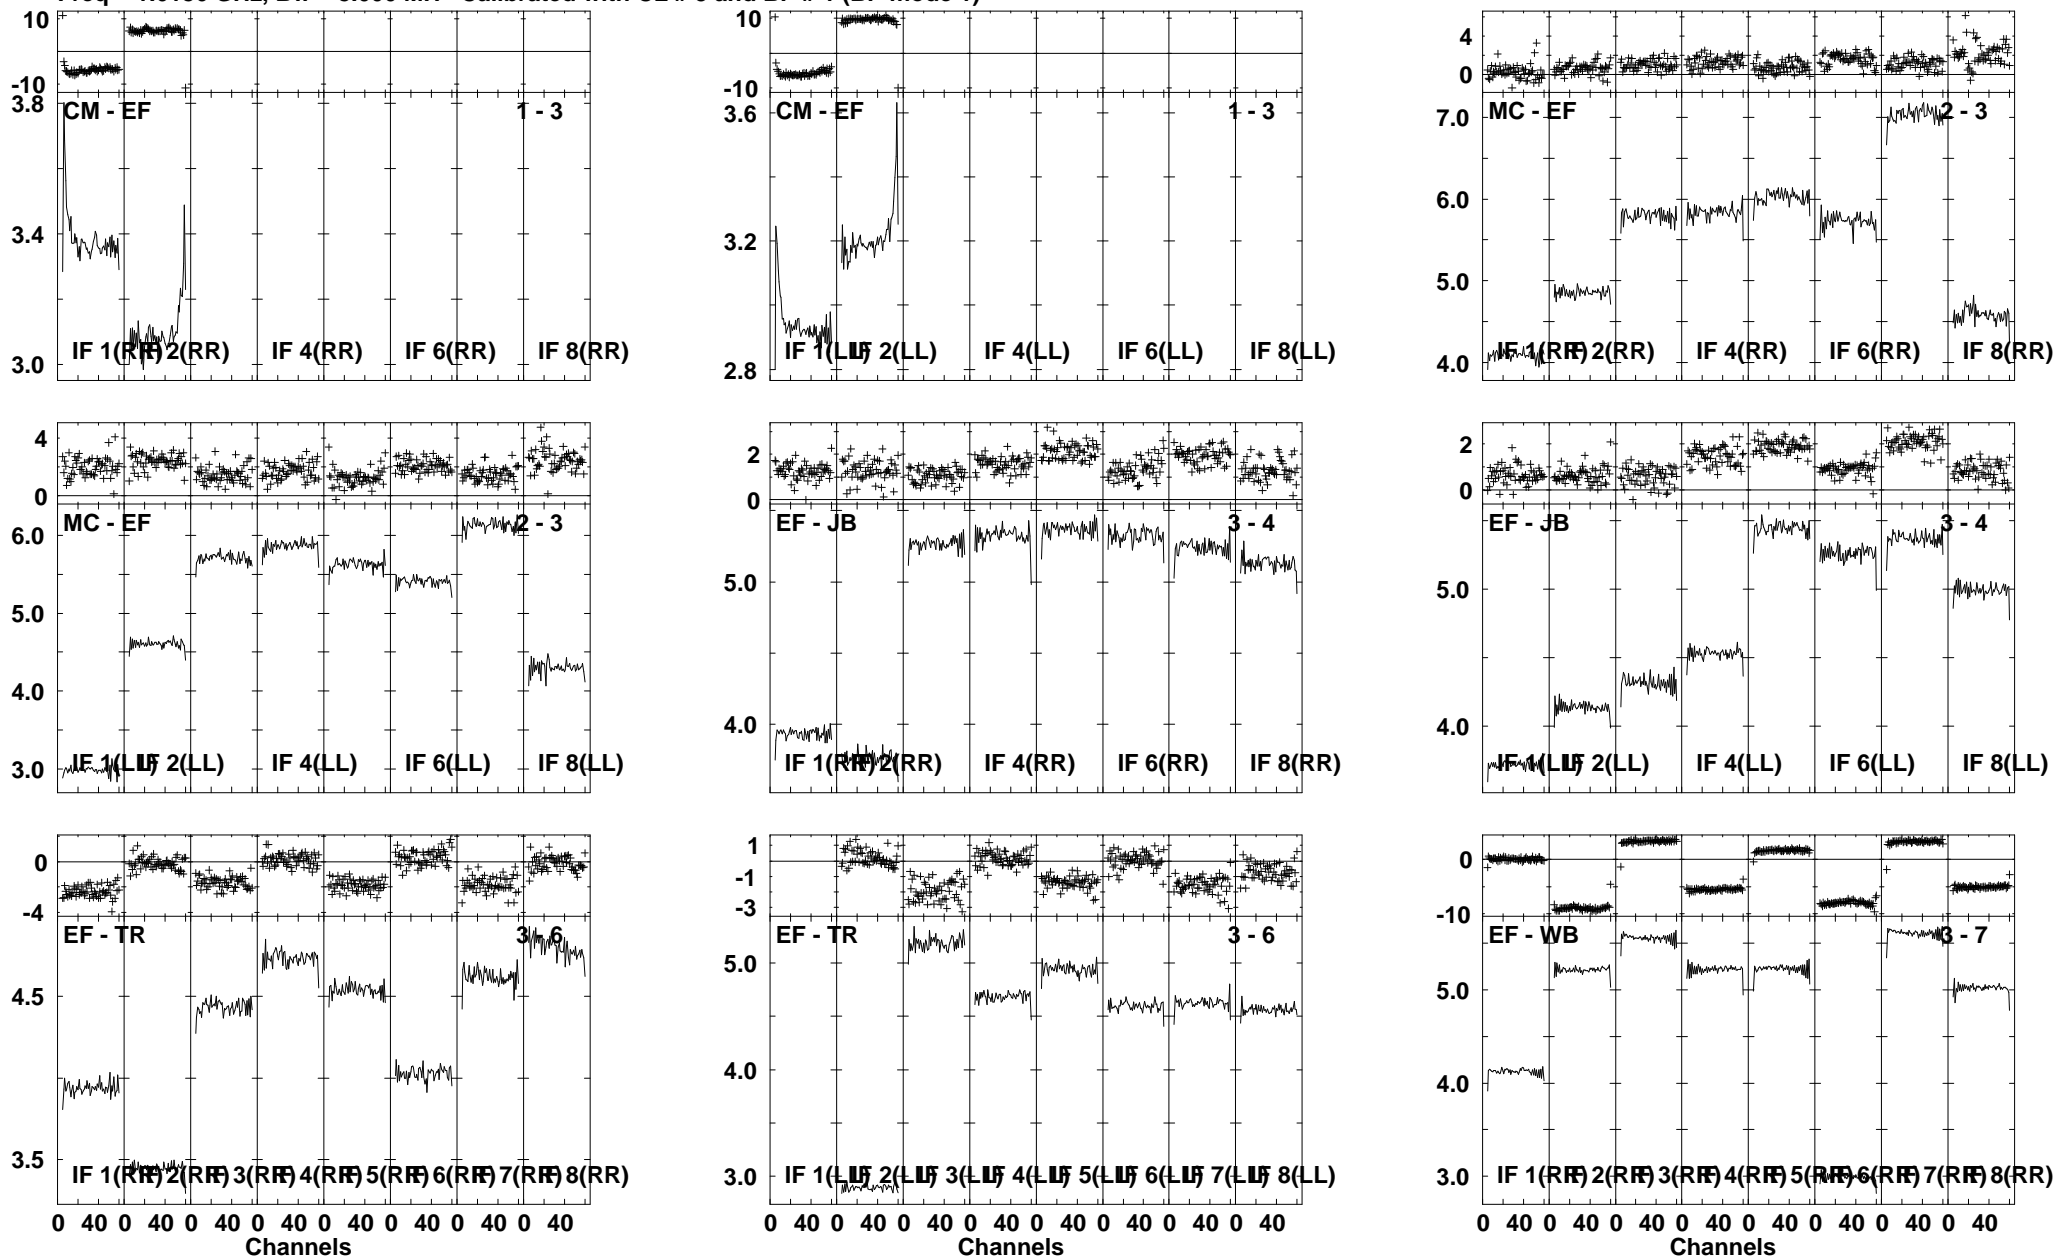 10
-10
3.8
3.4
3.0
CM - EF 1 - 3
IF 1(RR) IF 2(RR) IF 4(RR) IF 6(RR) IF 8(RR)
10
-10
3.6
3.2
2.8
CM - EF 1 - 3
IF 1(LL) IF 2(LL) IF 4(LL) IF 6(LL) IF 8(LL)
4
0
7.0
6.0
5.0
4.0
MC - EF 2 - 3
IF 1(RR) IF 2(RR) IF 4(RR) IF 6(RR) IF 8(RR)
4
0
6.0
5.0
4.0
3.0
MC - EF 2 - 3
IF 1(LL) IF 2(LL) IF 4(LL) IF 6(LL) IF 8(LL)
2
0
5.0
4.0
EF - JB 3 - 4
IF 1(RR) IF 2(RR) IF 4(RR) IF 6(RR) IF 8(RR)
2
0
5.0
4.0
EF - JB 3 - 4
IF 1(LL) IF 2(LL) IF 4(LL) IF 6(LL) IF 8(LL)
0
-4
4.5
3.5
EF - TR 3 - 6
IF 1(RR) IF 2(RR) IF 3(RR) IF 4(RR) IF 5(RR) IF 6(RR) IF 7(RR) IF 8(RR)
0 40 0 40 0 40 0 40 0 40 0 40 0 40 0 40
Channels
1
-1
-3
5.0
4.0
3.0
EF - TR 3 - 6
IF 1(LL) IF 2(LL) IF 3(LL) IF 4(LL) IF 5(LL) IF 6(LL) IF 7(LL) IF 8(LL)
0 40 0 40 0 40 0 40 0 40 0 40 0 40 0 40
Channels
0
-10
5.0
4.0
3.0
EF - WB 3 - 7
IF 1(RR) IF 2(RR) IF 3(RR) IF 4(RR) IF 5(RR) IF 6(RR) IF 7(RR) IF 8(RR)
0 40 0 40 0 40 0 40 0 40 0 40 0 40 0 40
Channels